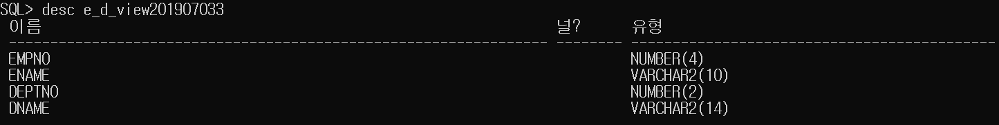 SQL> desc e_d_view201907033
이름 널? 유형
----------------------------------------------------------------- -------- --------------------------------------------
EMPNO NUMBER(4)
ENAME VARCHAR2(10)
DEPTNO NUMBER(2)
DNAME VARCHAR2(14)